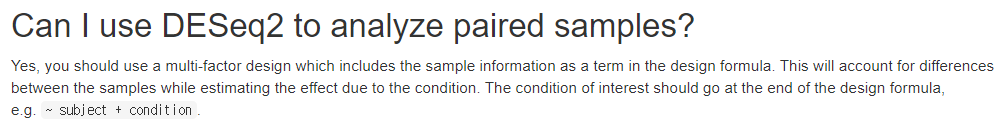 Can I use DESeq2 to analyze paired samples?
Yes, you should use a multi-factor design which includes the sample information as a term in the design formula. This will account for differences
between the samples while estimating the effect due to the condition. The condition of interest should go at the end of the design formula,
e.g. ~ subject + condition .